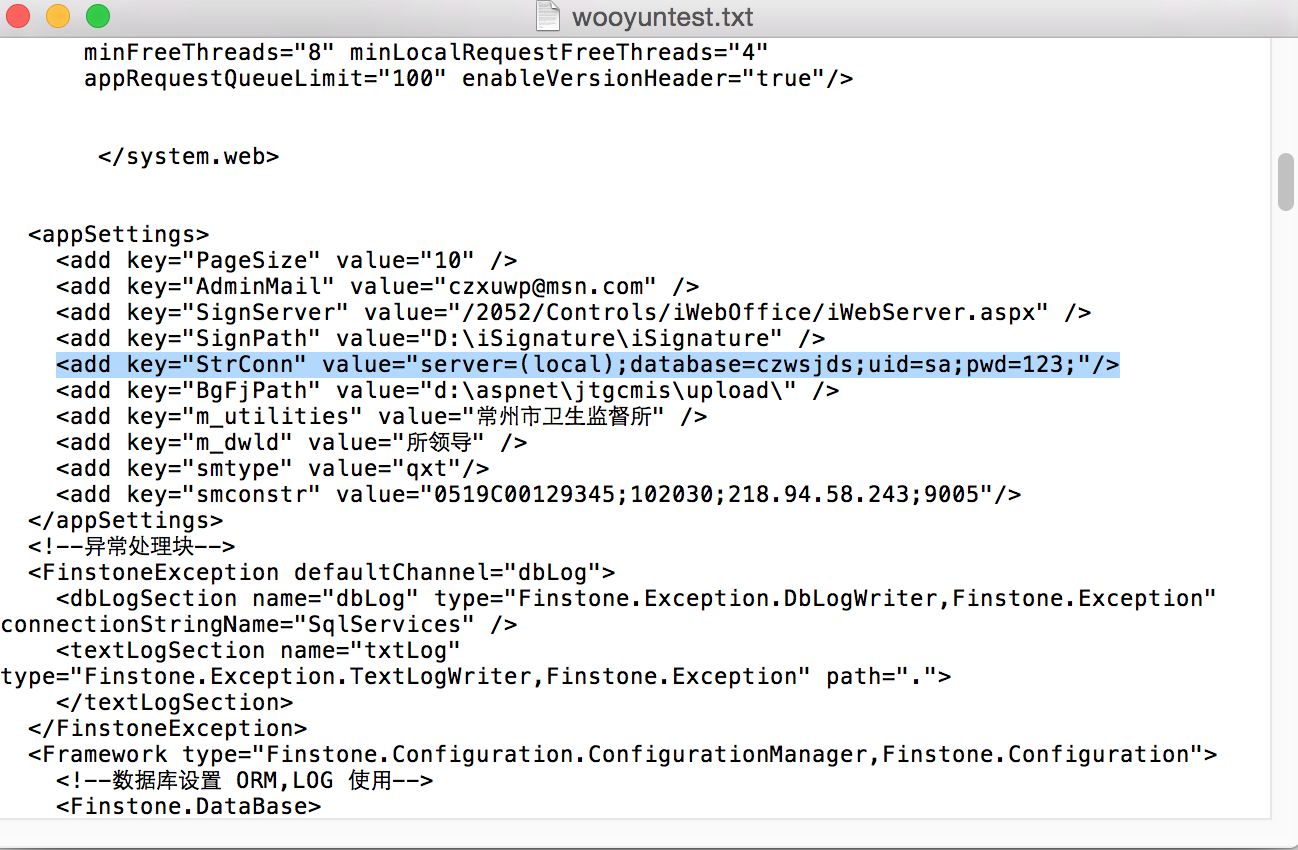 wooyuntest.txt
minFreeThreads="8" minLocalRequestFreeThreads="4"
appRequestQueueLimit="100" enableVersionHeader="true"/>
</system.web>
<appSettings>
<add key="PageSize" value="10" />
<add key="AdminMail" value="czxuwp@msn.com" />
<add key="SignServer" value="/2052/Controls/iWebOffice/iWebServer.aspx" />
<add key="SignPath" value="D:\iSignature\iSignature" />
<add key="StrConn" value="server=(local);database=czwsjds;uid=sa;pwd=123;"/>
<add key="BgFjPath" value="d:\aspnet\jtgcmis\upload\" />
<add key="m_utilities" value="常州市卫生监督所" />
<add key="m_dwld" value="所领导" />
<add key="smtype" value="qxt"/>
<add key="smconstr" value="0519C00129345;102030;218.94.58.243;9005"/>
</appSettings>
<!--异常处理块-->
<FinstoneException defaultChannel="dbLog">
<dbLogSection name="dbLog" type="Finstone.Exception.DbLogWriter,Finstone.Exception"
connectionStringName="SqlServices" />
<textLogSection name="txtLog"
type="Finstone.Exception.TextLogWriter,Finstone.Exception" path=".">
</textLogSection>
</FinstoneException>
<Framework type="Finstone.Configuration.ConfigurationManager,Finstone.Configuration">
<!--数据库设置 ORM,LOG 使用-->
<Finstone.DataBase>